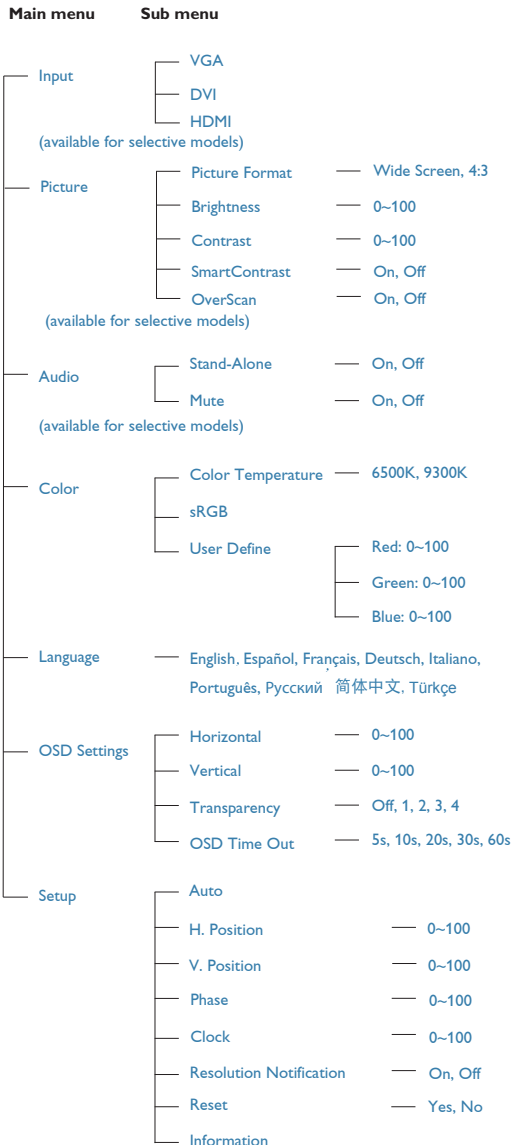 Main menu Sub menu
Input
VGA
DVI
HDMI
(available for selective models)
Picture
Picture Format Wide Screen, 4:3
Brightness 0~100
Contrast 0~100
SmartContrast On, Off
OverScan On, Off
(available for selective models)
Audio
Stand-Alone On, Off
Mute On, Off
(available for selective models)
Color
Color Temperature 6500K, 9300K
sRGB
User Define Red: 0~100
Green: 0~100
Blue: 0~100
Language English, Español, Français, Deutsch, Italiano,
Português, Русский, 简体中文, Türkçe
OSD Settings
Horizontal 0~100
Vertical 0~100
Transparency Off, 1, 2, 3, 4
OSD Time Out 5s, 10s, 20s, 30s, 60s
Setup
Auto
H. Position 0~100
V. Position 0~100
Phase 0~100
Clock 0~100
Resolution Notification On, Off
Reset Yes, No
Information